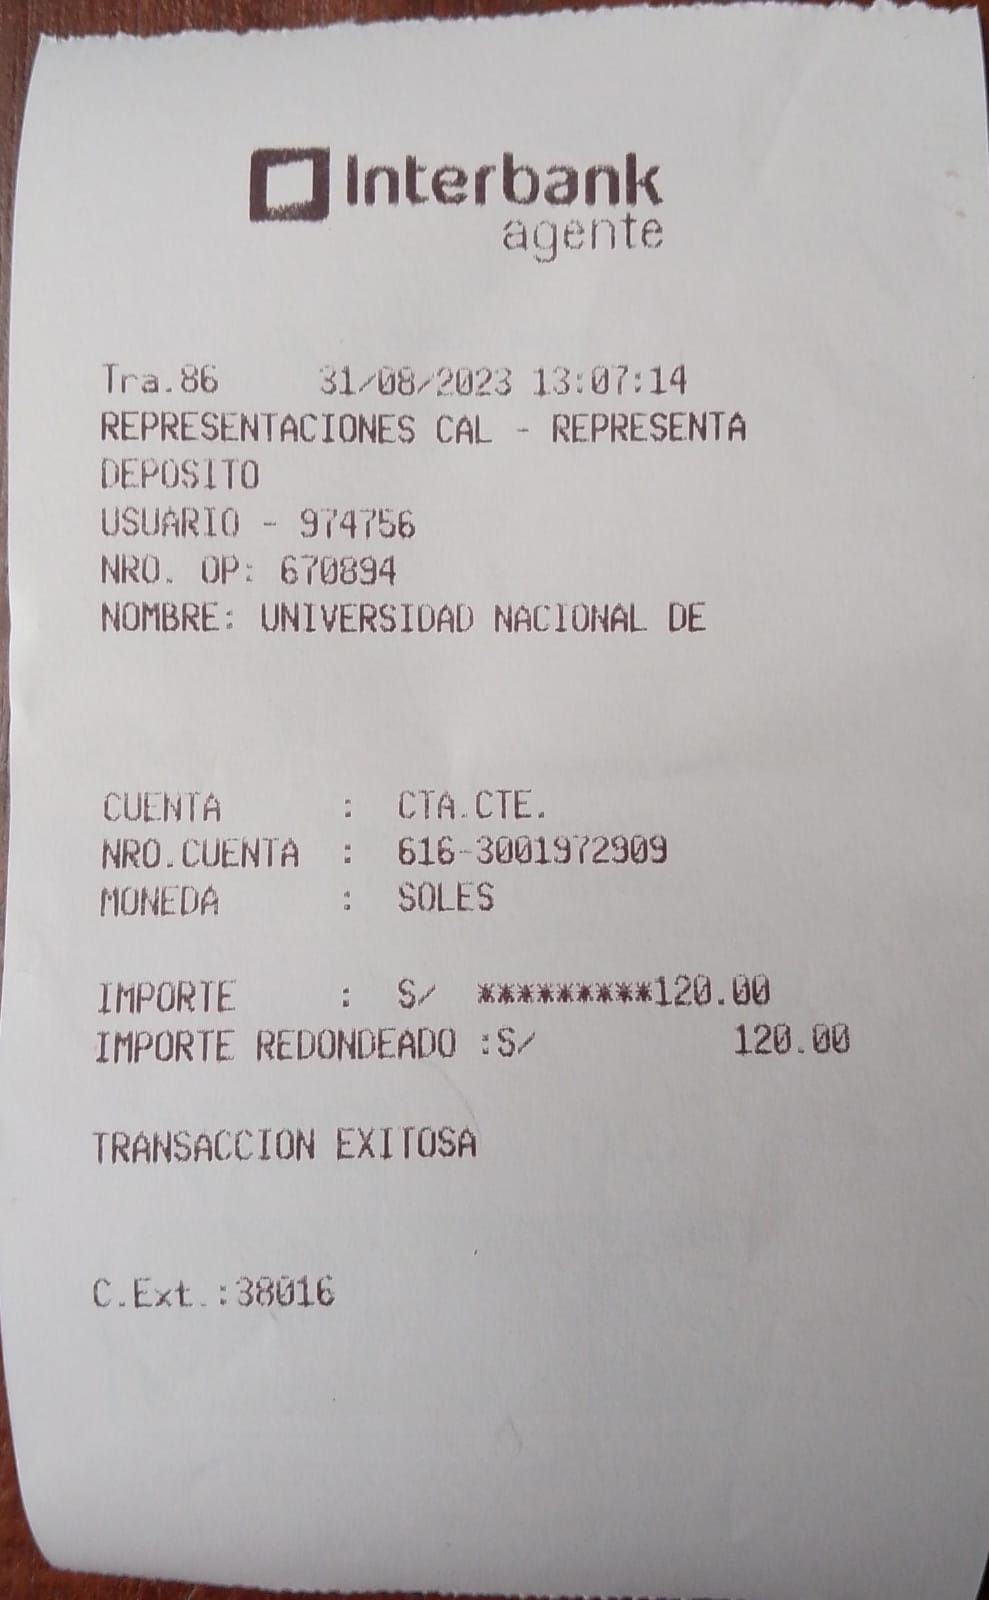 Interbank
agente
Tra.86 31/08/2023 13:07:14
REPRESENTACIONES CAL - REPRESENTA
DEPOSITO
USUARIO - 974756
NRO. OP: 670894
NOMBRE: UNIVERSIDAD NACIONAL DE
CUENTA : CTA.CTE.
NRO.CUENTA : 616-3001972909
MONEDA : SOLES
IMPORTE : S/ *********120.00
IMPORTE REDONDEADO :S/ 120.00
TRANSACCION EXITOSA
C.Ext.:38016